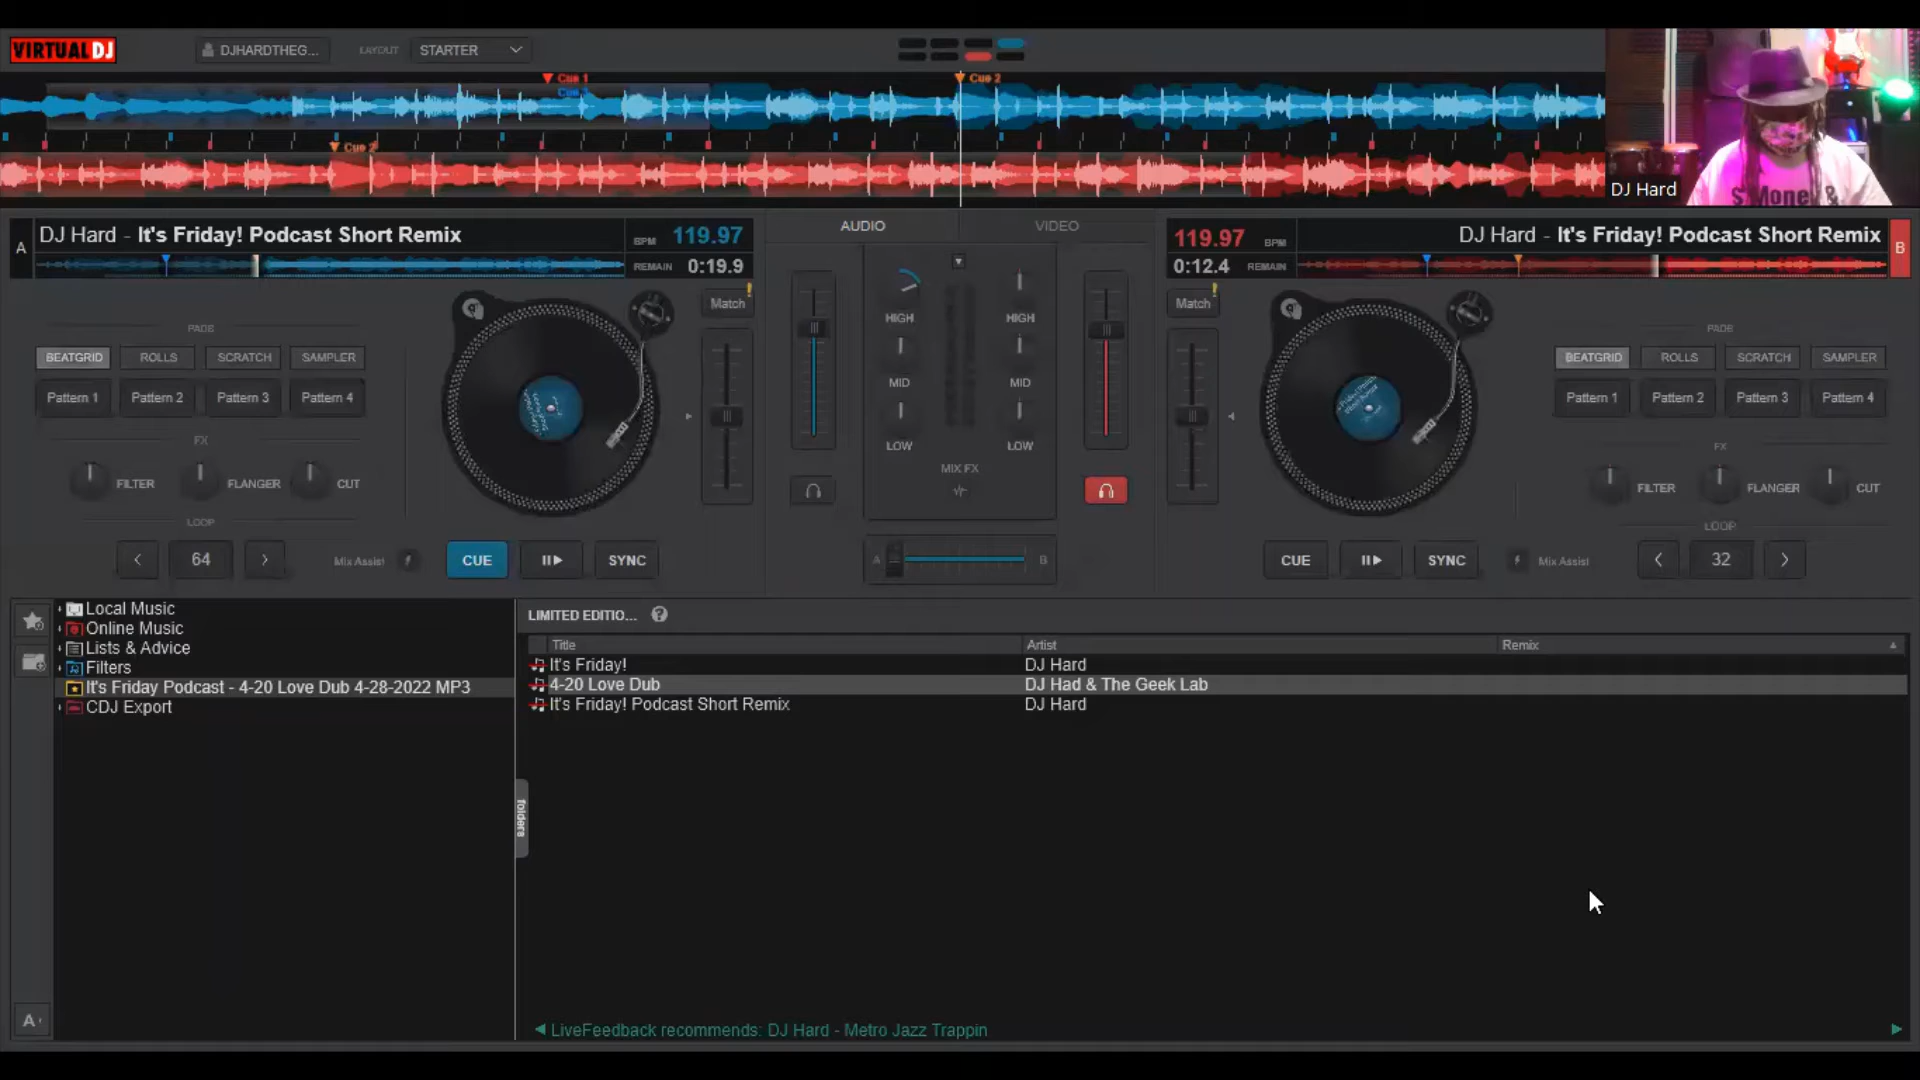 VIRTUAL DJ
DJHARDTHEG...
LAYOUT
STARTER
Cue 1
Cue 2
Cue 2
DJ Hard
$ Money &
A
DJ Hard - It's Friday! Podcast Short Remix
BPM 119.97
REMAIN 0:19.9
AUDIO
VIDEO
119.97 BPM
0:12.4 REMAIN
DJ Hard - It's Friday! Podcast Short Remix
B
PADS
BEATGRID ROLLS SCRATCH SAMPLER
Pattern 1 Pattern 2 Pattern 3 Pattern 4
FX
FILTER FLANGER CUT
LOOP
64
Mix Assist
CUE
SYNC
Match
HIGH HIGH
MID MID
LOW LOW
MIX FX
A B
Match
PADS
BEATGRID ROLLS SCRATCH SAMPLER
Pattern 1 Pattern 2 Pattern 3 Pattern 4
FX
FILTER FLANGER CUT
LOOP
CUE
SYNC
Mix Assist
32
Local Music
Online Music
Lists & Advice
Filters
It's Friday Podcast - 4-20 Love Dub 4-28-2022 MP3
CDJ Export
folders
A
LIMITED EDITIO... ?
Title Artist Remix
It's Friday! DJ Hard
4-20 Love Dub DJ Had & The Geek Lab
It's Friday! Podcast Short Remix DJ Hard
LiveFeedback recommends: DJ Hard - Metro Jazz Trappin